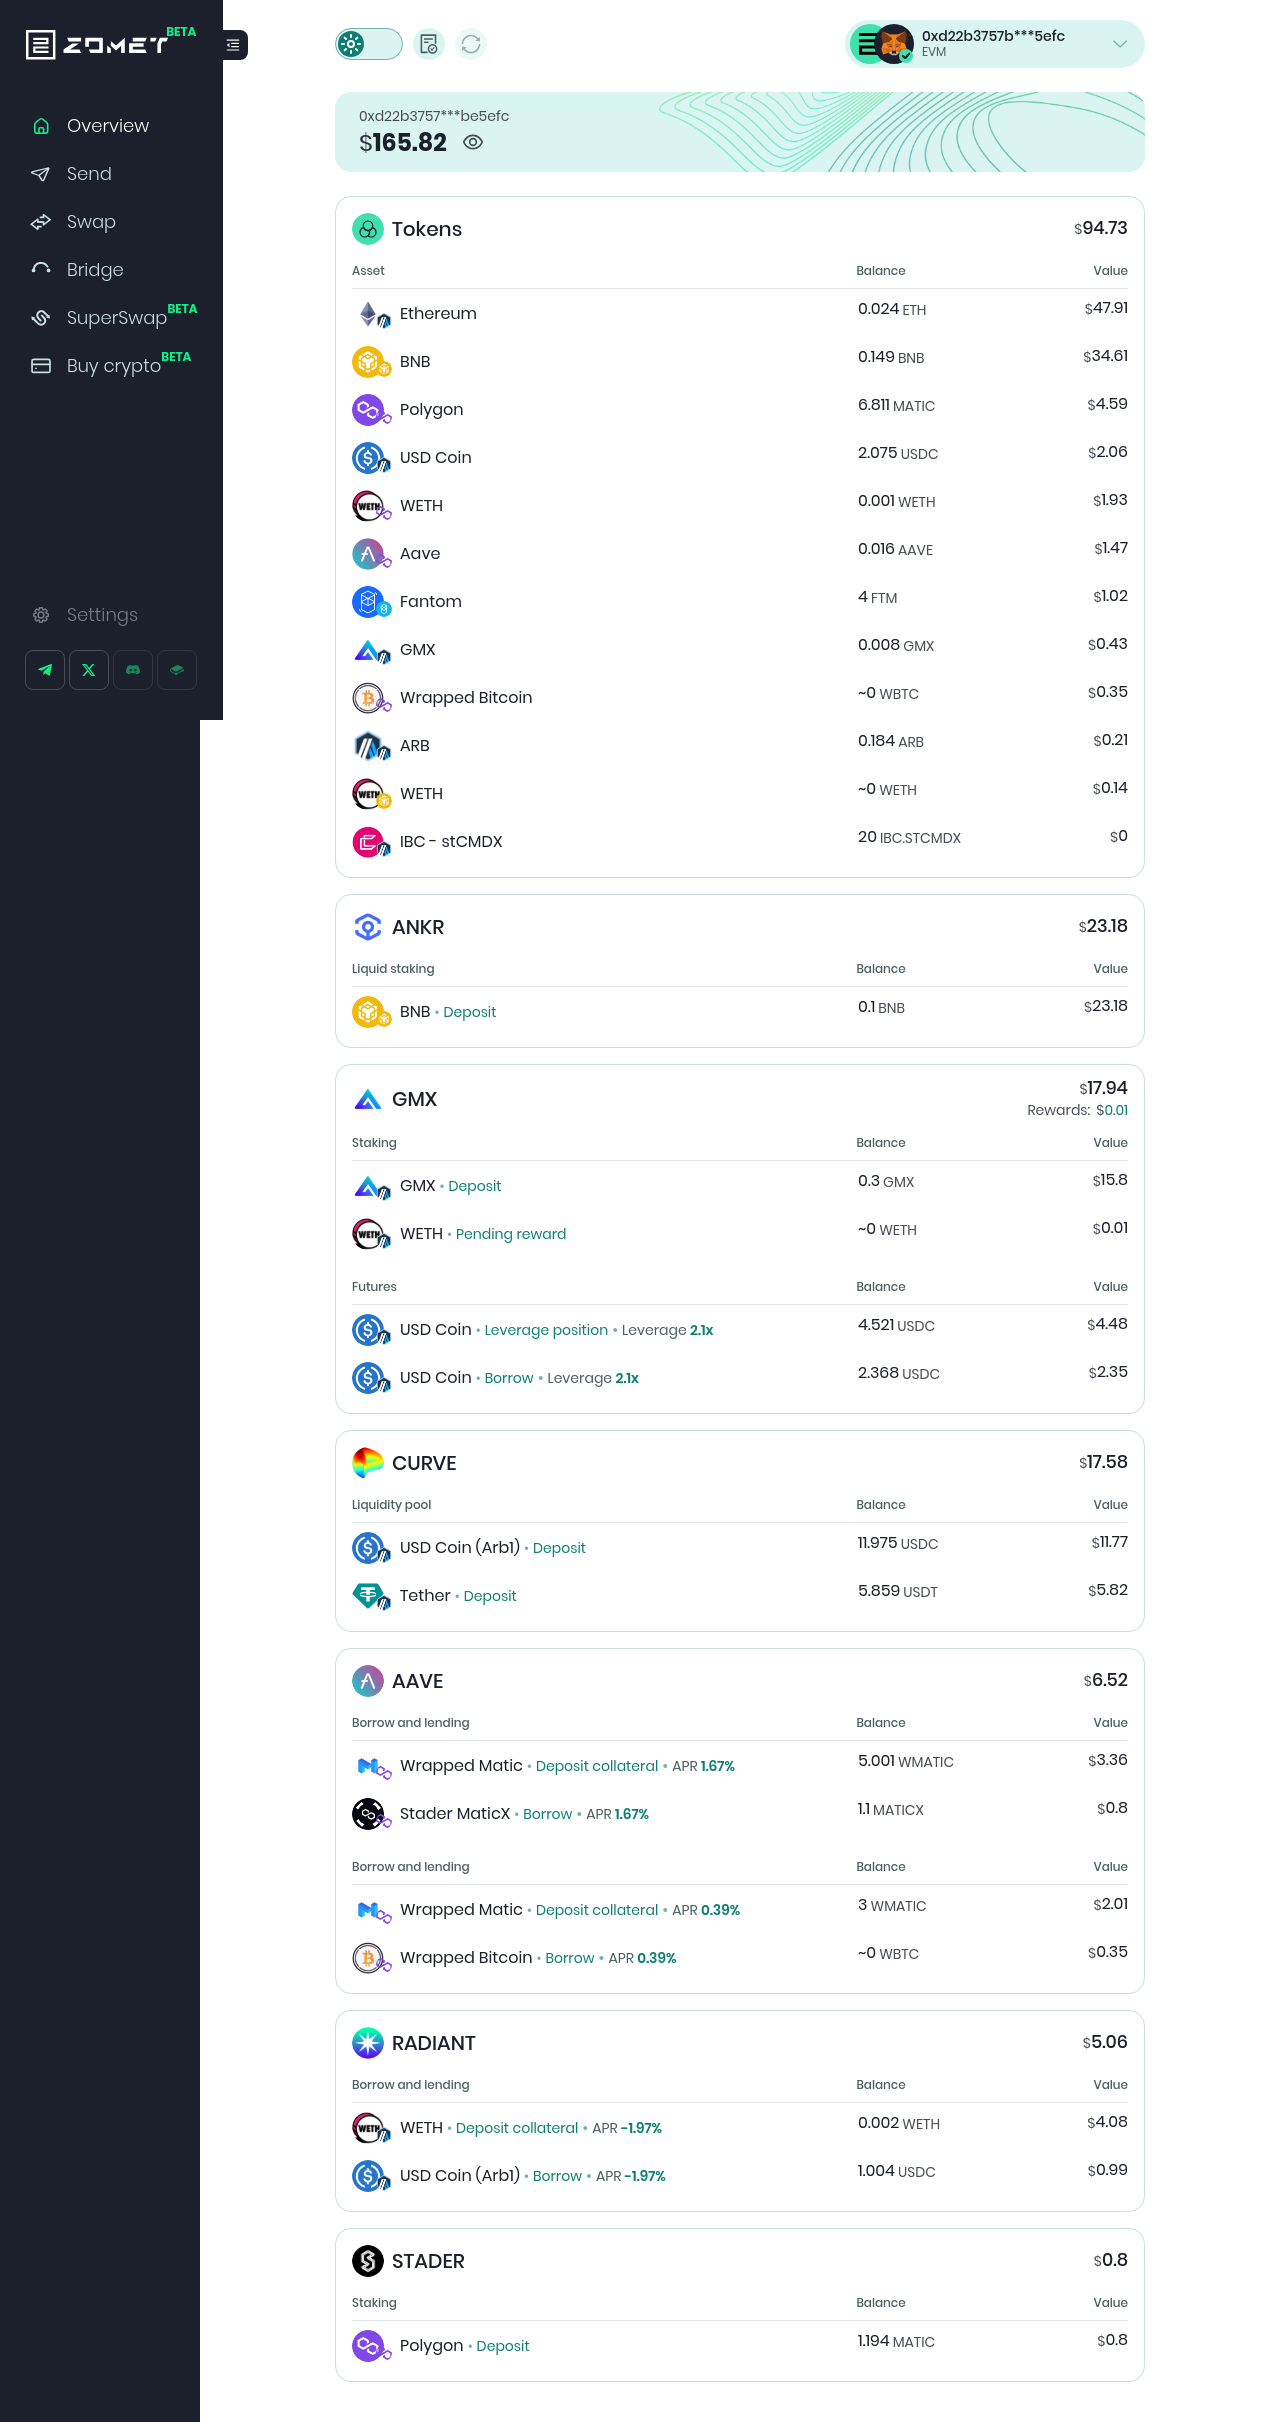 ZOMET BETA
Overview
Send
Swap
Bridge
SuperSwap BETA
Buy crypto BETA
Settings
0xd22b3757b***5efc
EVM
0xd22b3757***be5efc
$165.82
Tokens $94.73
Asset Balance Value
Ethereum 0.024 ETH $47.91
BNB 0.149 BNB $34.61
Polygon 6.811 MATIC $4.59
USD Coin 2.075 USDC $2.06
WETH 0.001 WETH $1.93
Aave 0.016 AAVE $1.47
Fantom 4 FTM $1.02
GMX 0.008 GMX $0.43
Wrapped Bitcoin ~0 WBTC $0.35
ARB 0.184 ARB $0.21
WETH ~0 WETH $0.14
IBC - stCMDX 20 IBC.STCMDX $0
ANKR $23.18
Liquid staking Balance Value
BNB • Deposit 0.1 BNB $23.18
GMX $17.94
Rewards: $0.01
Staking Balance Value
GMX • Deposit 0.3 GMX $15.8
WETH • Pending reward ~0 WETH $0.01
Futures Balance Value
USD Coin • Leverage position • Leverage 2.1x 4.521 USDC $4.48
USD Coin • Borrow • Leverage 2.1x 2.368 USDC $2.35
CURVE $17.58
Liquidity pool Balance Value
USD Coin (Arb1) • Deposit 11.975 USDC $11.77
Tether • Deposit 5.859 USDT $5.82
AAVE $6.52
Borrow and lending Balance Value
Wrapped Matic • Deposit collateral • APR 1.67% 5.001 WMATIC $3.36
Stader MaticX • Borrow • APR 1.67% 1.1 MATICX $0.8
Borrow and lending Balance Value
Wrapped Matic • Deposit collateral • APR 0.39% 3 WMATIC $2.01
Wrapped Bitcoin • Borrow • APR 0.39% ~0 WBTC $0.35
RADIANT $5.06
Borrow and lending Balance Value
WETH • Deposit collateral • APR -1.97% 0.002 WETH $4.08
USD Coin (Arb1) • Borrow • APR -1.97% 1.004 USDC $0.99
STADER $0.8
Staking Balance Value
Polygon • Deposit 1.194 MATIC $0.8